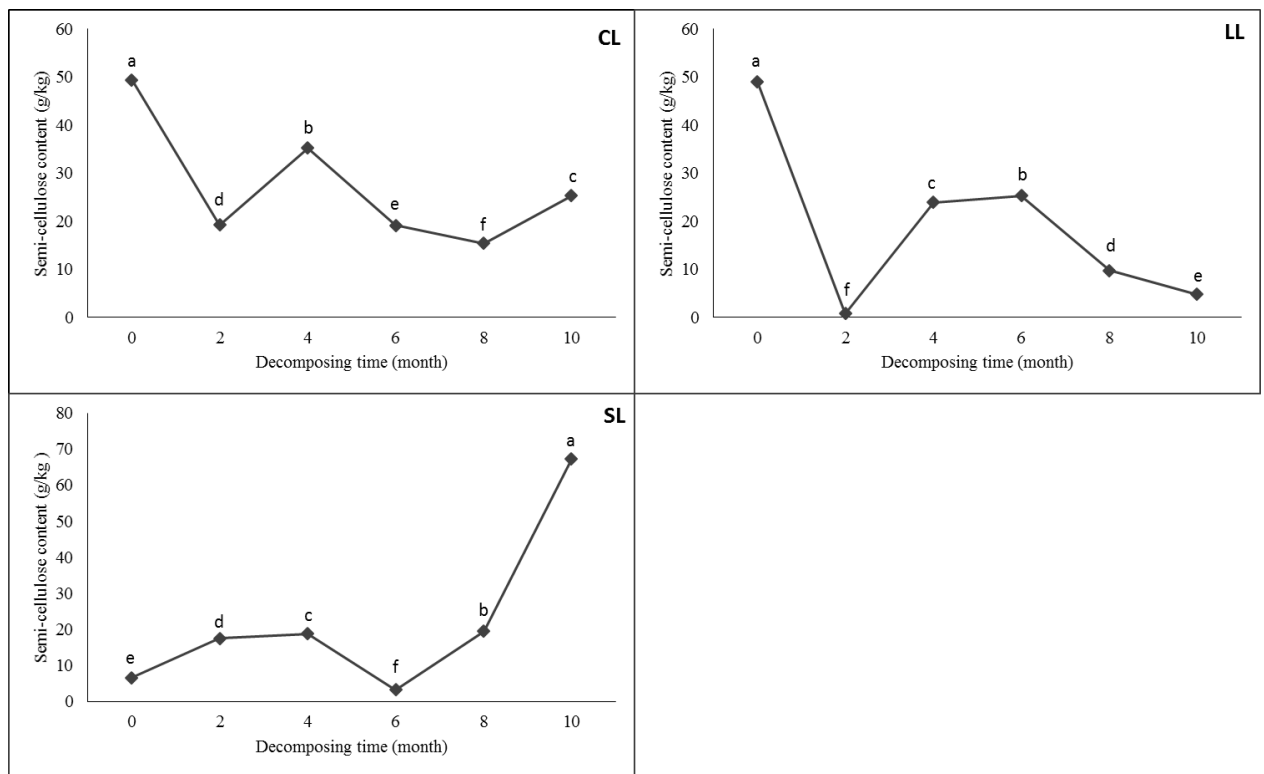 CL
Semi-cellulose content (g/kg)
60
50
40
30
20
10
0
a
d
b
e
f
c
0 2 4 6 8 10
Decomposing time (month)
LL
Semi-cellulose content (g/kg)
60
50
40
30
20
10
0
a
f
c
b
d
e
0 2 4 6 8 10
Decomposing time (month)
SL
Semi-cellulose content (g/kg )
80
70
60
50
40
30
20
10
0
e
d
c
f
b
a
0 2 4 6 8 10
Decomposing time (month)